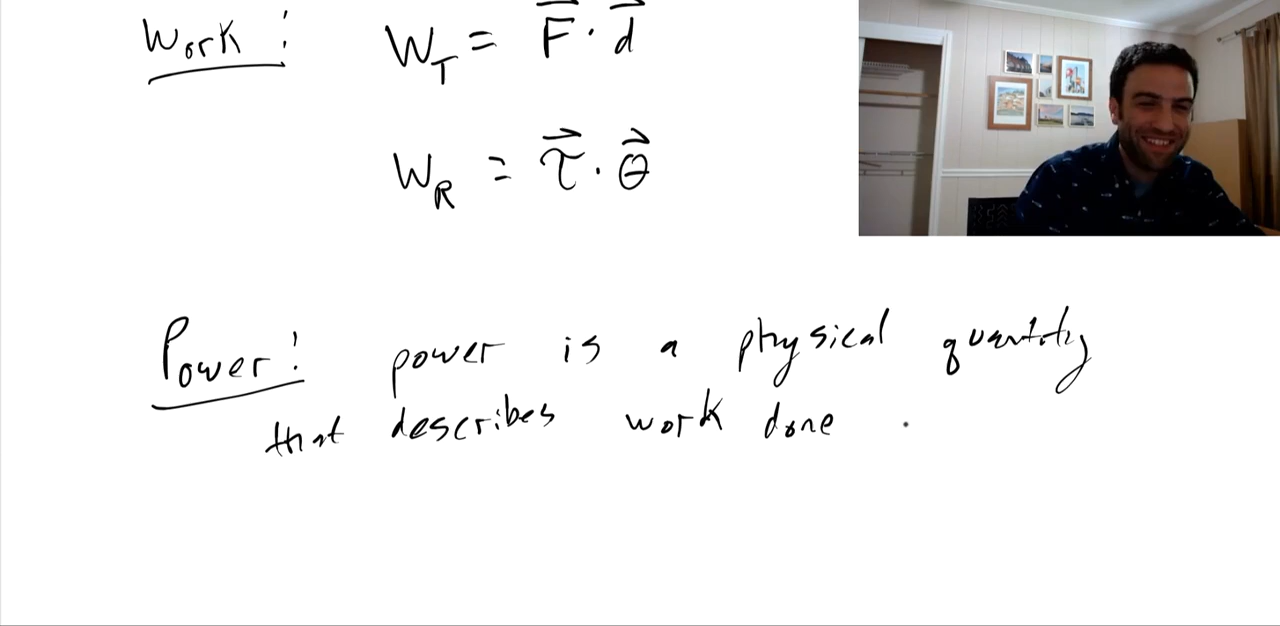 Work: W_T = F⃗ · d⃗
W_R = τ⃗ · θ⃗
Power: power is a physical quantity
that describes work done